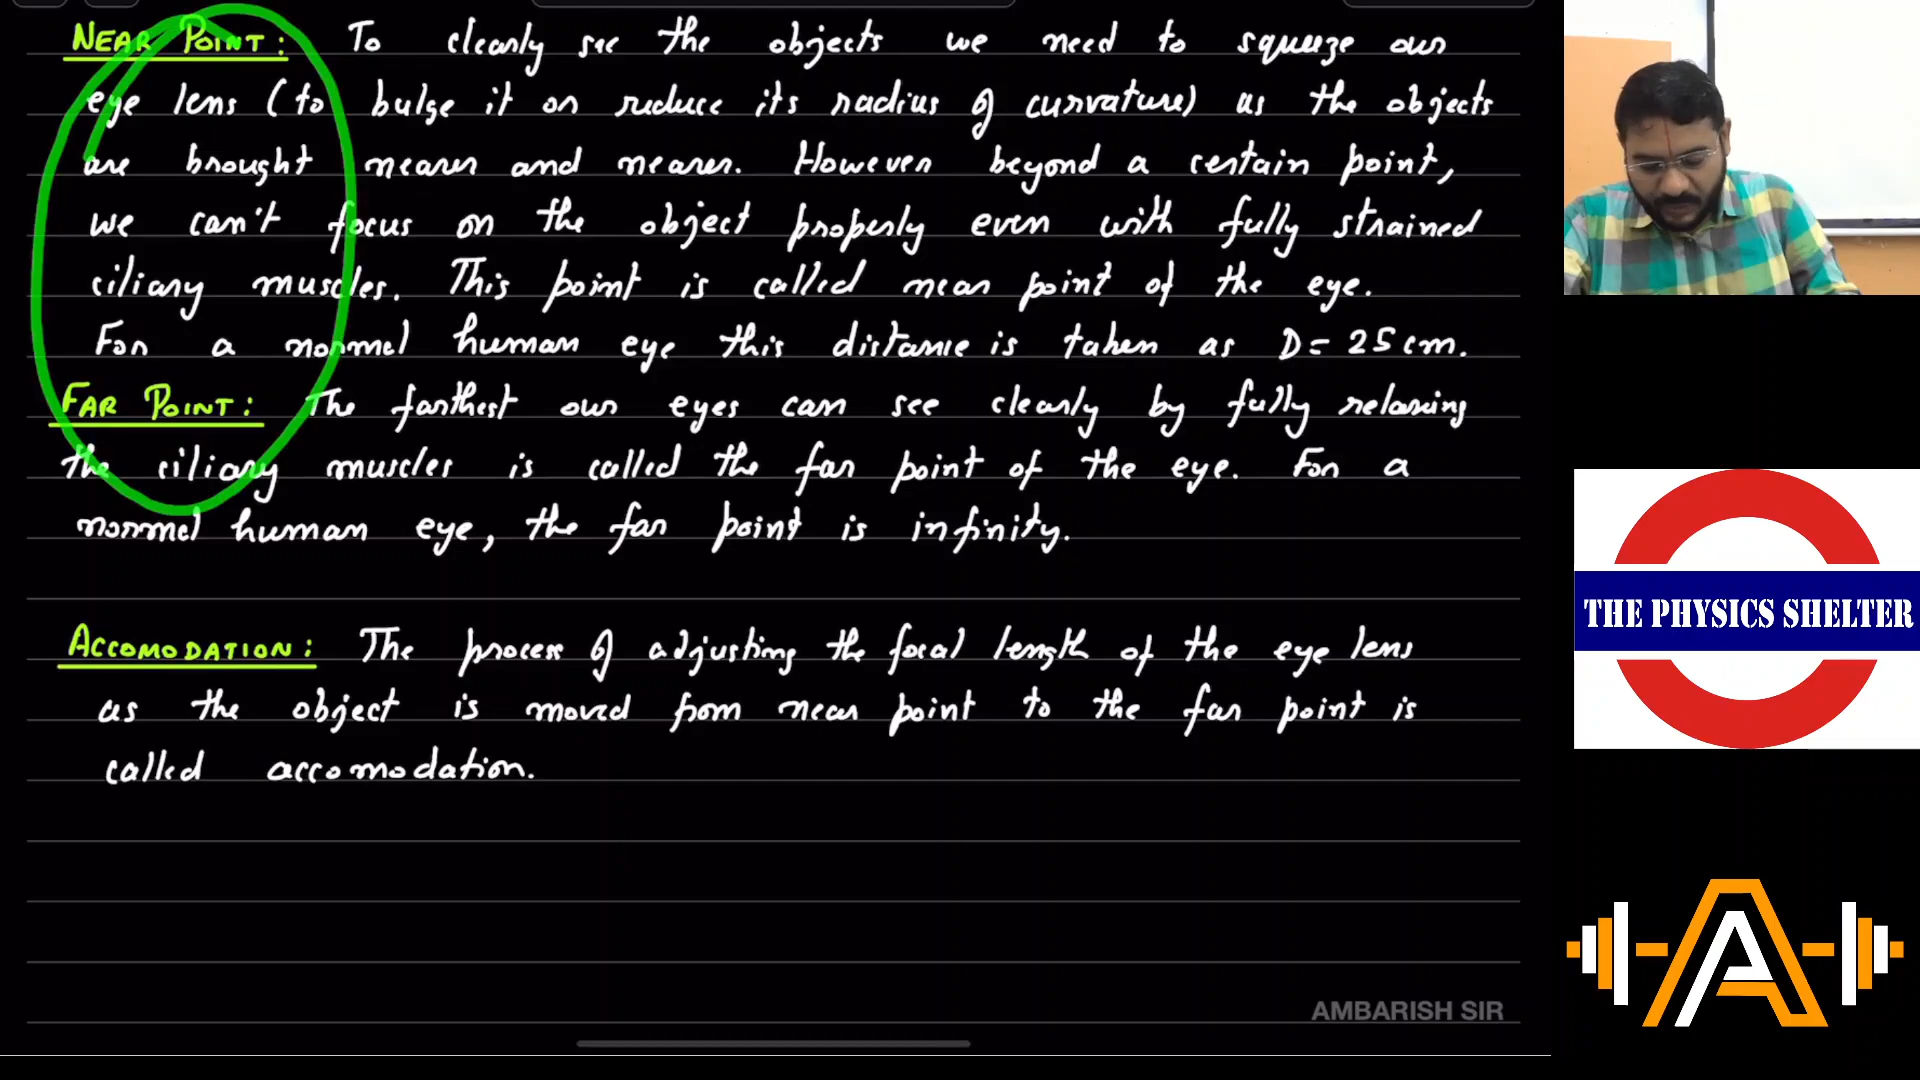 NEAR POINT: To clearly see the objects we need to squeeze our
eye lens (to bulge it or reduce its radius of curvature) as the objects
are brought nearer and nearer. However beyond a certain point,
we can't focus on the object properly even with fully strained
ciliary muscles. This point is called near point of the eye.
For a normal human eye this distance is taken as D = 25 cm.
FAR POINT: The farthest our eyes can see clearly by fully relaxing
the ciliary muscles is called the far point of the eye. For a
normal human eye, the far point is infinity.
ACCOMODATION: The process of adjusting the focal length of the eye lens
as the object is moved from near point to the far point is
called accomodation.
AMBARISH SIR
THE PHYSICS SHELTER